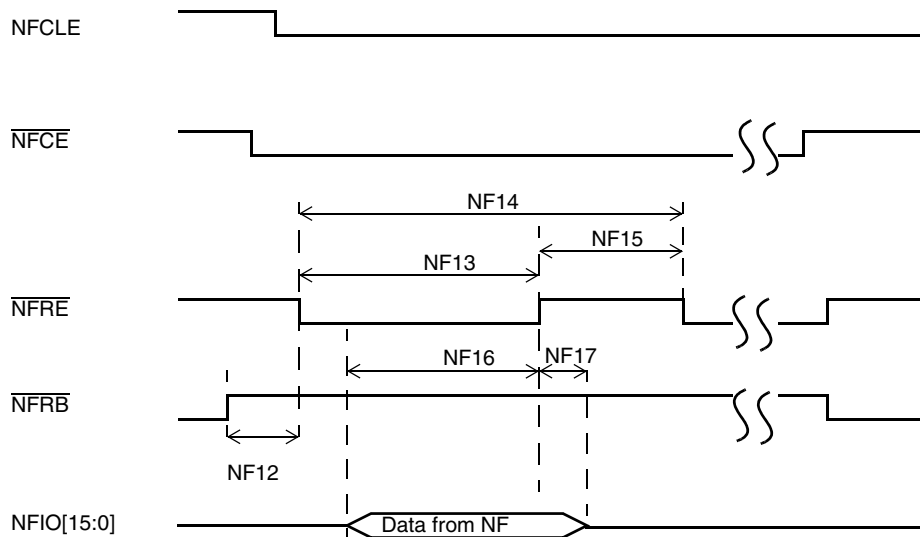 NFCLE
NFCE
NF14
NF15
NF13
NFRE
NF16
NF17
NFRB
NF12
NFIO[15:0]
Data from NF